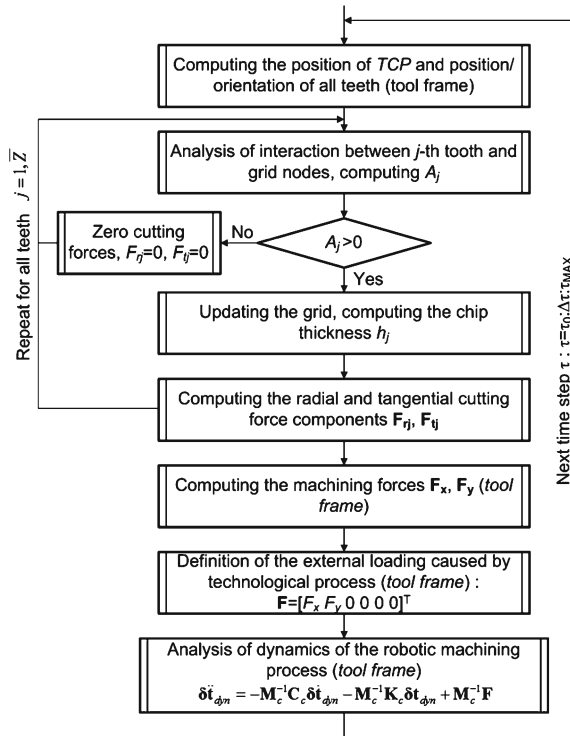 Computing the position of TCP and position/
orientation of all teeth (tool frame)
Analysis of interaction between j-th tooth and
grid nodes, computing Aj
Repeat for all teeth j = 1, Z̅
Zero cutting
forces, Frj=0, Ftj=0
No
Aj>0
Yes
Updating the grid, computing the chip
thickness hj
Computing the radial and tangential cutting
force components Frj, Ftj
Computing the machining forces Fx, Fy (tool
frame)
Definition of the external loading caused by
technological process (tool frame) :
F=[Fx Fy 0 0 0 0]ᵀ
Analysis of dynamics of the robotic machining
process (tool frame)
δẗdyn = −Mc⁻¹Ccδṫdyn − Mc⁻¹Kcδtdyn + Mc⁻¹F
Next time step τ : τ=τ0:Δτ:τMAX